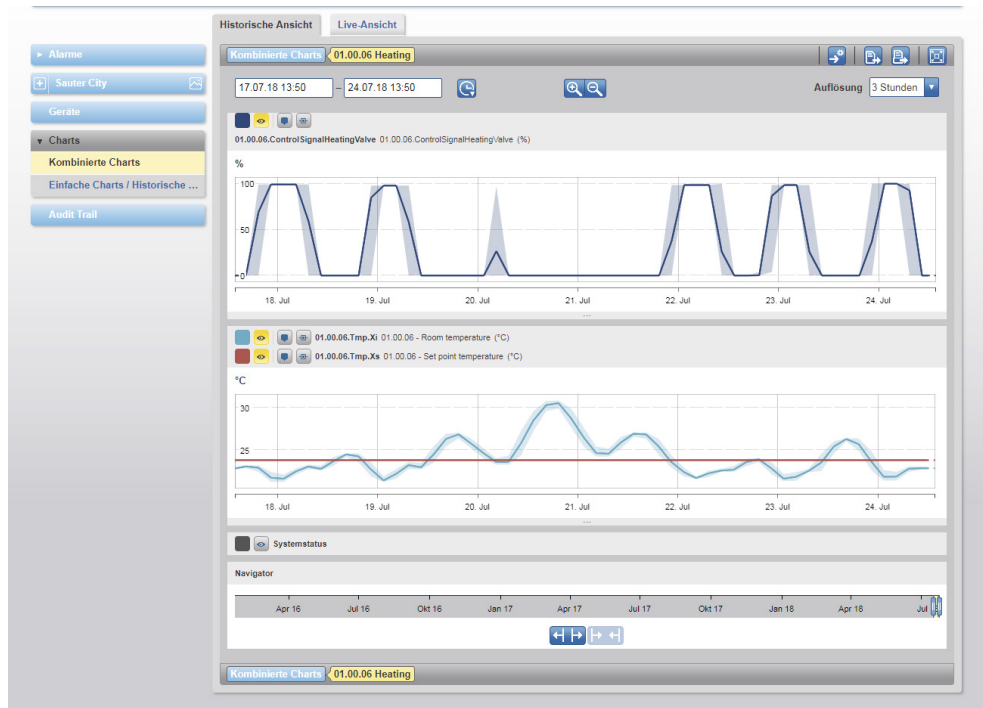 Historische Ansicht Live-Ansicht
Alarme
Sauter City
Geräte
Charts
Kombinierte Charts
Einfache Charts / Historische ...
Audit Trail
Kombinierte Charts 01.00.06 Heating
17.07.18 13:50 – 24.07.18 13:50 Auflösung 3 Stunden
01.00.06.ControlSignalHeatingValve 01.00.06.ControlSignalHeatingValve (%)
%
100
50
0
18. Jul 19. Jul 20. Jul 21. Jul 22. Jul 23. Jul 24. Jul
...
01.00.06.Tmp.Xi 01.00.06 - Room temperature (°C)
01.00.06.Tmp.Xs 01.00.06 - Set point temperature (°C)
°C
30
25
18. Jul 19. Jul 20. Jul 21. Jul 22. Jul 23. Jul 24. Jul
...
Systemstatus
Navigator
Apr 16 Jul 16 Okt 16 Jan 17 Apr 17 Jul 17 Okt 17 Jan 18 Apr 18 Jul
Kombinierte Charts 01.00.06 Heating